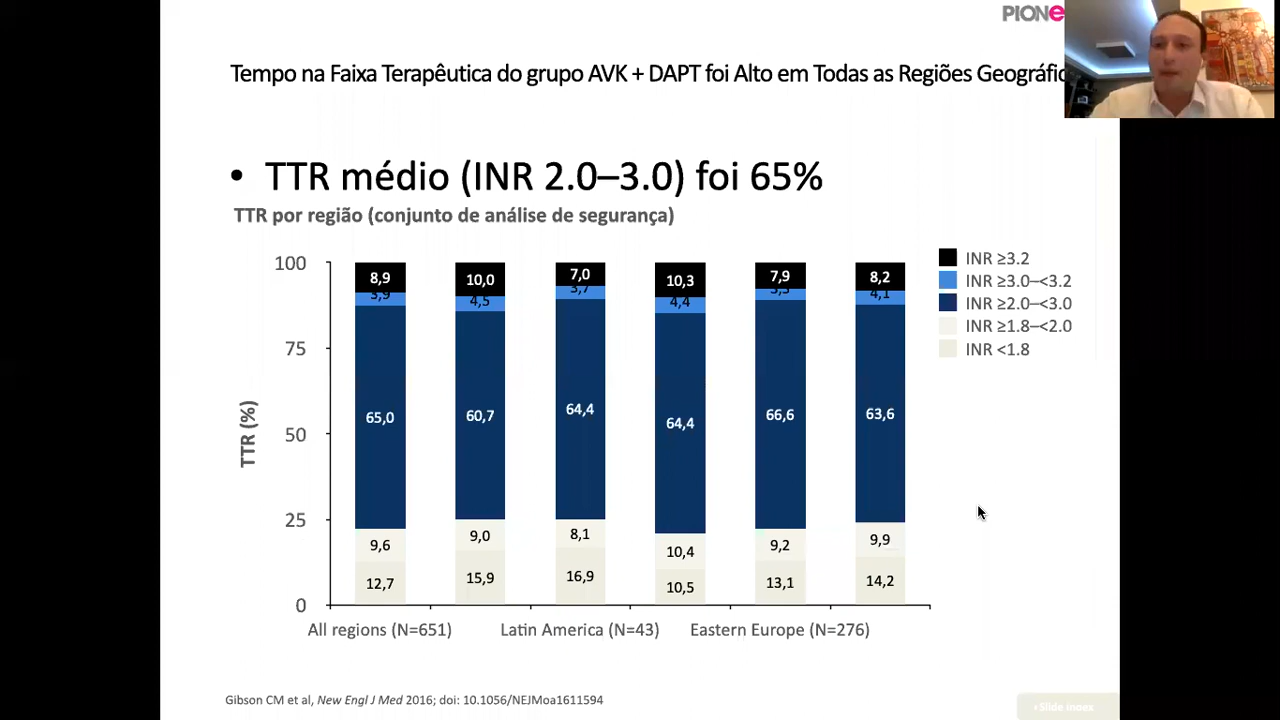 PIONE
Tempo na Faixa Terapêutica do grupo AVK + DAPT foi Alto em Todas as Regiões
• TTR médio (INR 2.0–3.0) foi 65%
TTR por região (conjunto de análise de segurança)
TTR (%)
100
75
50
25
0
8,9
3,9
65,0
9,6
12,7
10,0
4,5
60,7
9,0
15,9
7,0
3,7
64,4
8,1
16,9
10,3
4,4
64,4
10,4
10,5
7,9
66,6
9,2
13,1
8,2
4,1
63,6
9,9
14,2
INR ≥3.2
INR ≥3.0–<3.2
INR ≥2.0–<3.0
INR ≥1.8–<2.0
INR <1.8
All regions (N=651)
Latin America (N=43)
Eastern Europe (N=276)
Gibson CM et al, New Engl J Med 2016; doi: 10.1056/NEJMoa1611594
+Slide index